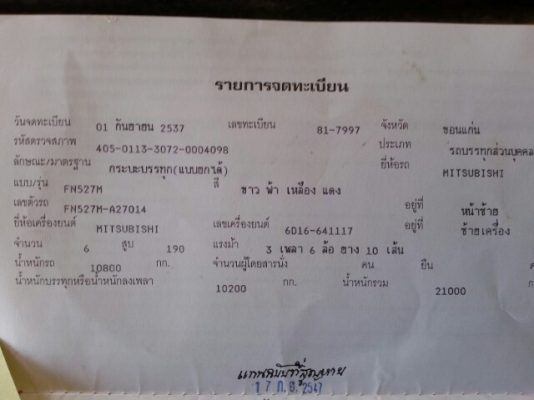 รายการจดทะเบียน
วันจดทะเบียน 01 กันยายน 2537 เลขทะเบียน 81-7997 จังหวัด ขอนแก่น
รหัสตรวจสภาพ 405-0113-3072-0004098 ประเภท รถบรรทุกส่วนบุคคล
ลักษณะ/มาตรฐาน กระบะบรรทุก(แบบยกได้) ยี่ห้อรถ MITSUBISHI
แบบ/รุ่น FN527M สี ขาว ฟ้า เหลือง แดง
เลขตัวรถ FN527M-A27014 อยู่ที่ หน้าซ้าย
ยี่ห้อเครื่องยนต์ MITSUBISHI เลขเครื่องยนต์ 6D16-641117 อยู่ที่ ซ้ายเครื่อง
จำนวน 6 สูบ 190 แรงม้า 3 เพลา 6 ล้อ ยาง 10 เส้น
น้ำหนักรถ 10800 กก. จำนวนผู้โดยสารนั่ง คน ยืน
น้ำหนักบรรทุกหรือน้ำหนักลงเพลา 10200 กก. น้ำหนักรวม 21000
แทนฉบับที่สูญหาย
17 ก.ย. 2547